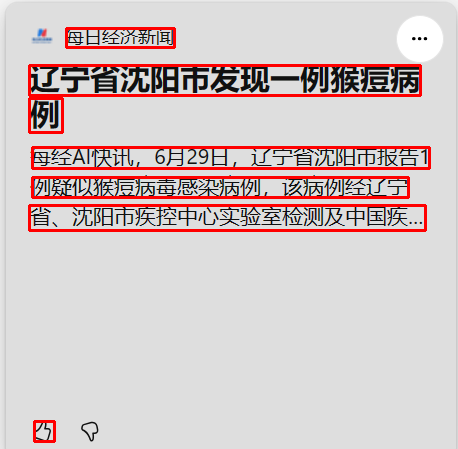 每日经济新闻
辽宁省沈阳市发现一例猴痘病
例
每经AI快讯，6月29日，辽宁省沈阳市报告1
例疑似猴痘病毒感染病例，该病例经辽宁
省、沈阳市疾控中心实验室检测及中国疾...